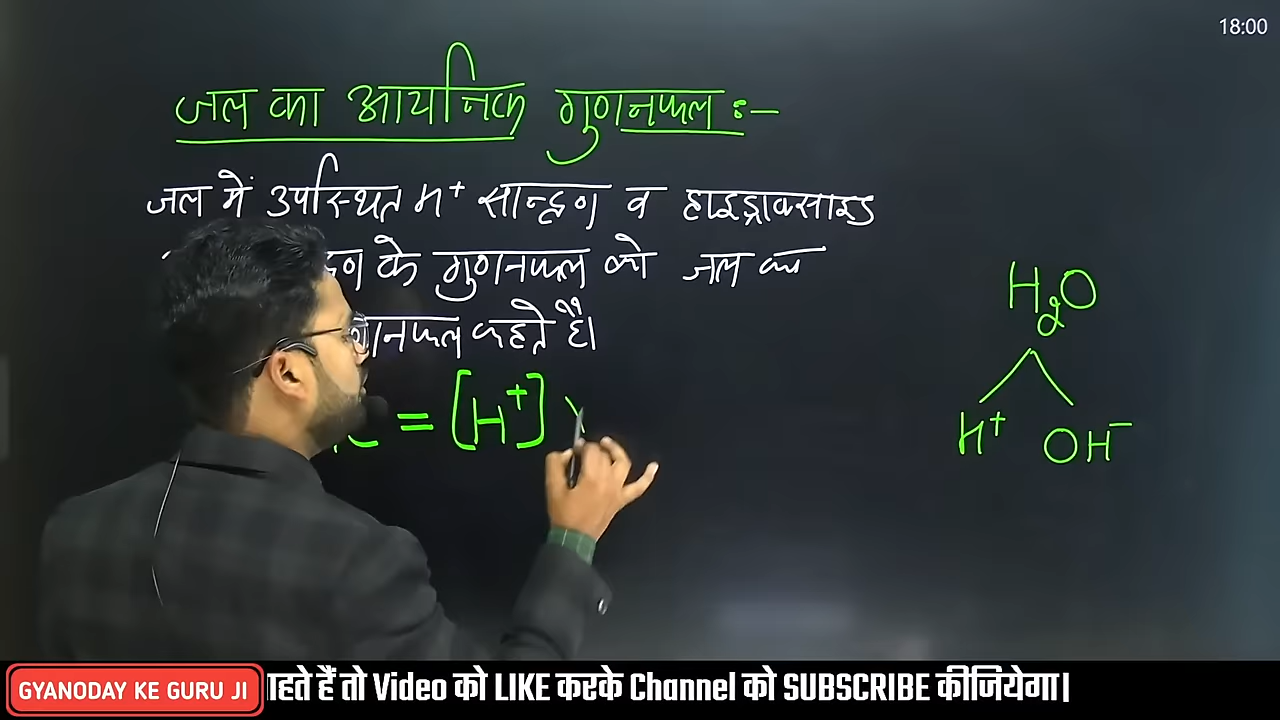 18:00
जल का आयनिक गुणनफल :-
जल में उपस्थित H⁺ सान्द्रण व हाइड्राक्साइड
के गुणनफल को जल का
गुणनफल कहते है।
= [H⁺] ×
H₂O
H⁺ OH⁻
GYANODAY KE GURU JI
हते हैं तो Video को LIKE करके Channel को SUBSCRIBE कीजियेगा।